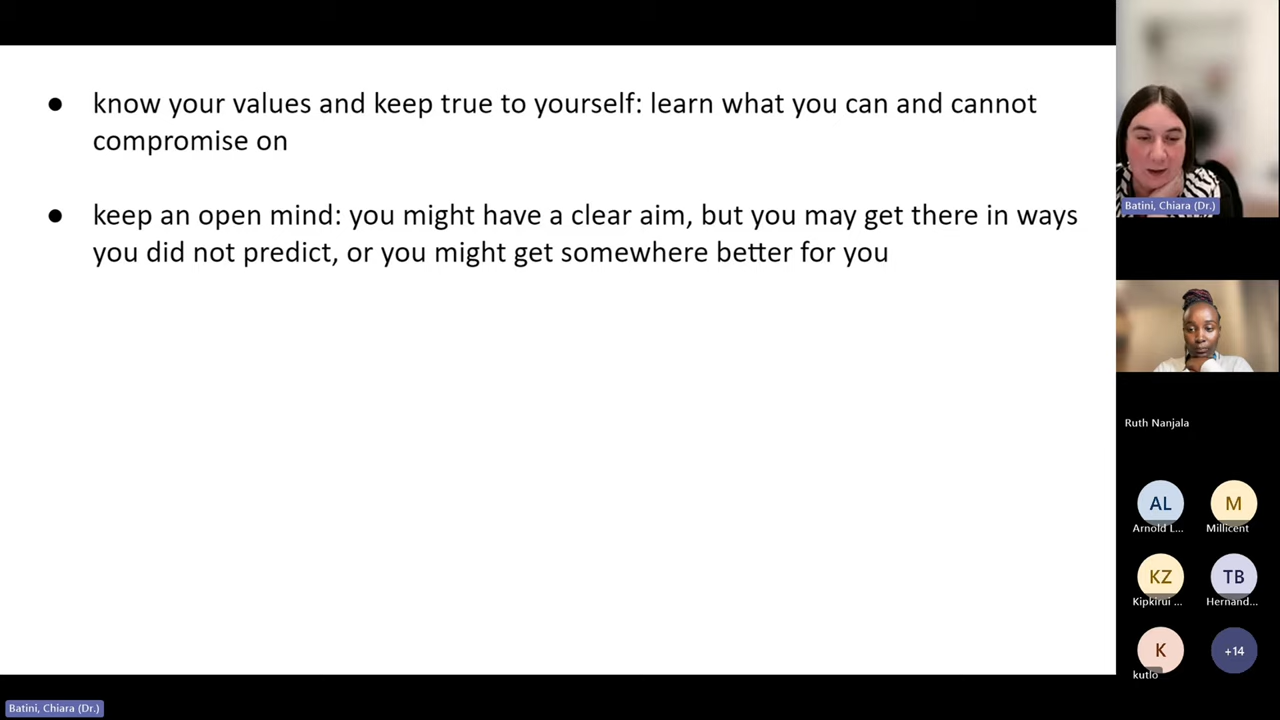 ● know your values and keep true to yourself: learn what you can and cannot
compromise on
● keep an open mind: you might have a clear aim, but you may get there in ways
you did not predict, or you might get somewhere better for you
Batini, Chiara (Dr.)
Ruth Nanjala
AL
M
Arnold L...
Millicent
KZ
TB
Kipkirui ...
Hernand...
K
+14
kutlo
Batini, Chiara (Dr.)